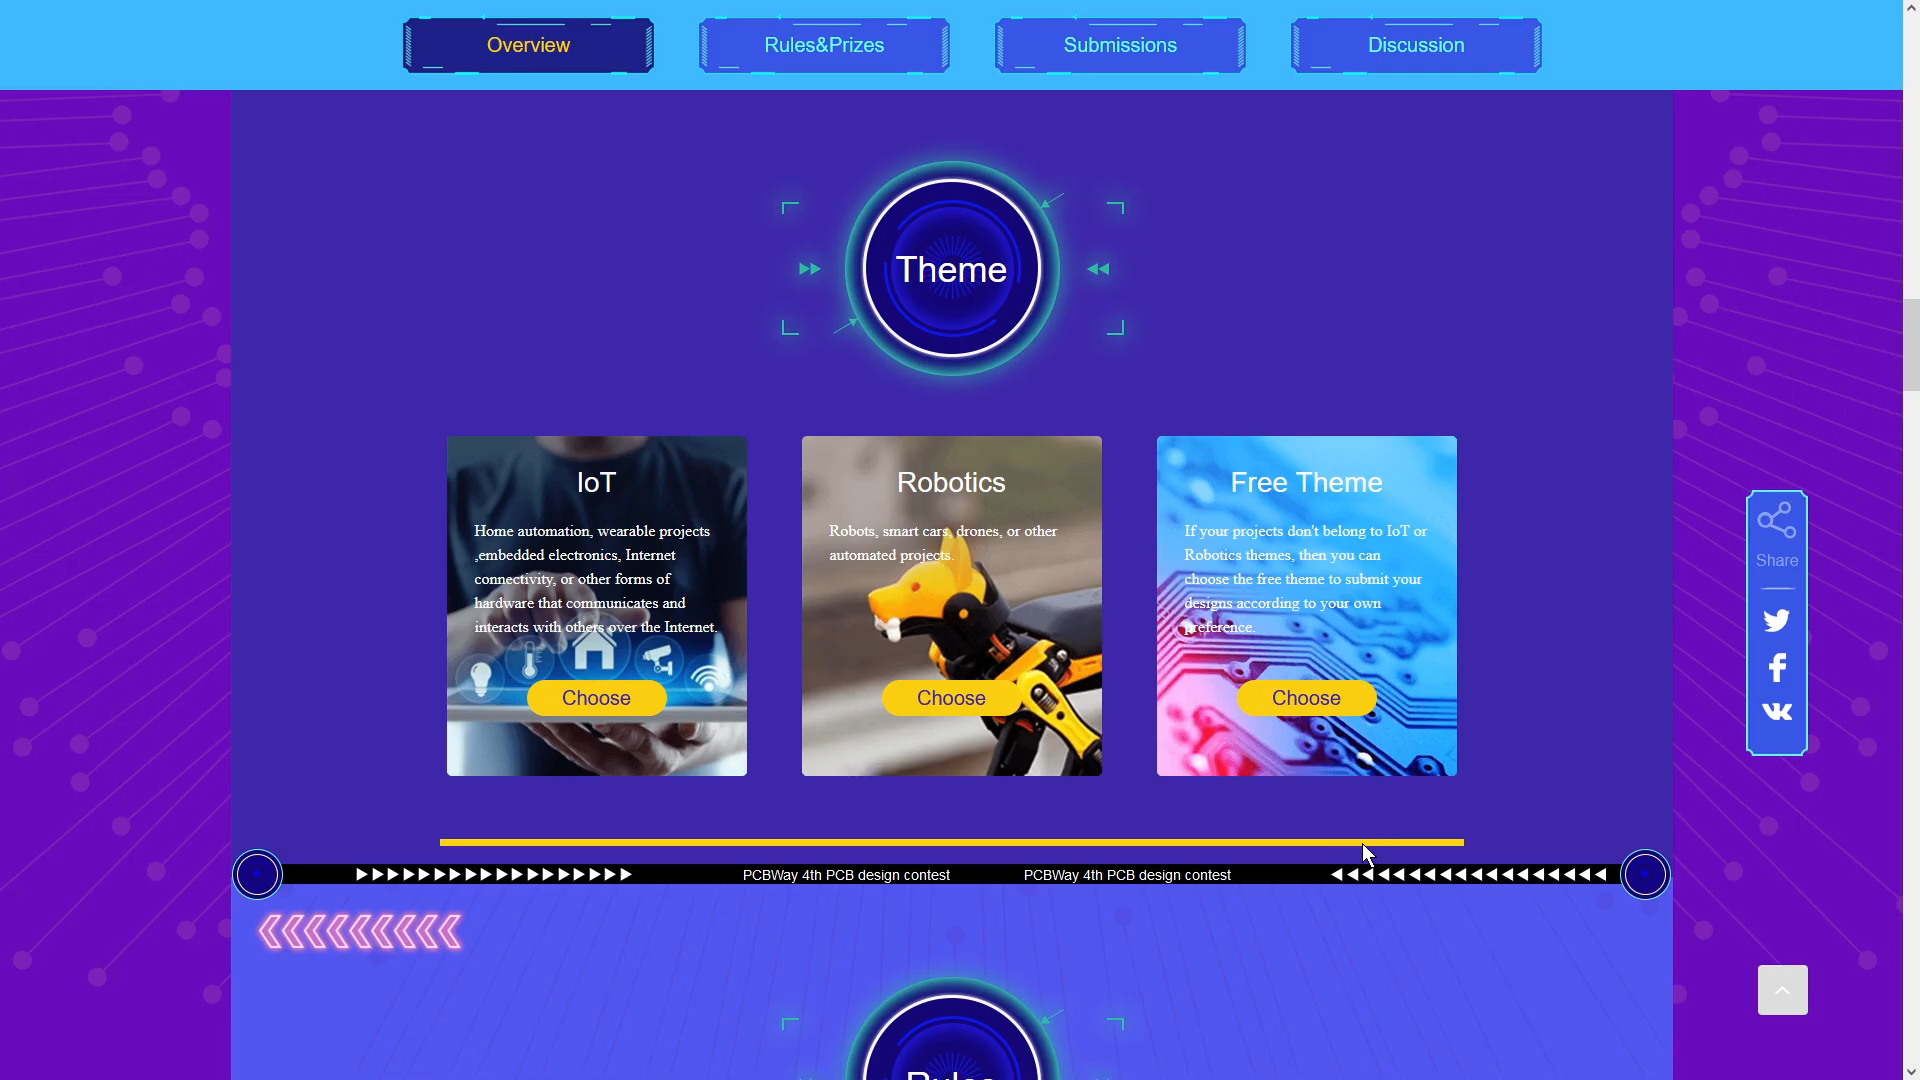 Overview
Rules&Prizes
Submissions
Discussion
Theme
IoT
Home automation, wearable projects
,embedded electronics, Internet
connectivity, or other forms of
hardware that communicates and
interacts with others over the Internet.
Choose
Robotics
Robots, smart cars, drones, or other
automated projects.
Choose
Free Theme
If your projects don't belong to IoT or
Robotics themes, then you can
choose the free theme to submit your
designs according to your own
preference.
Choose
Share
PCBWay 4th PCB design contest
PCBWay 4th PCB design contest
Rules